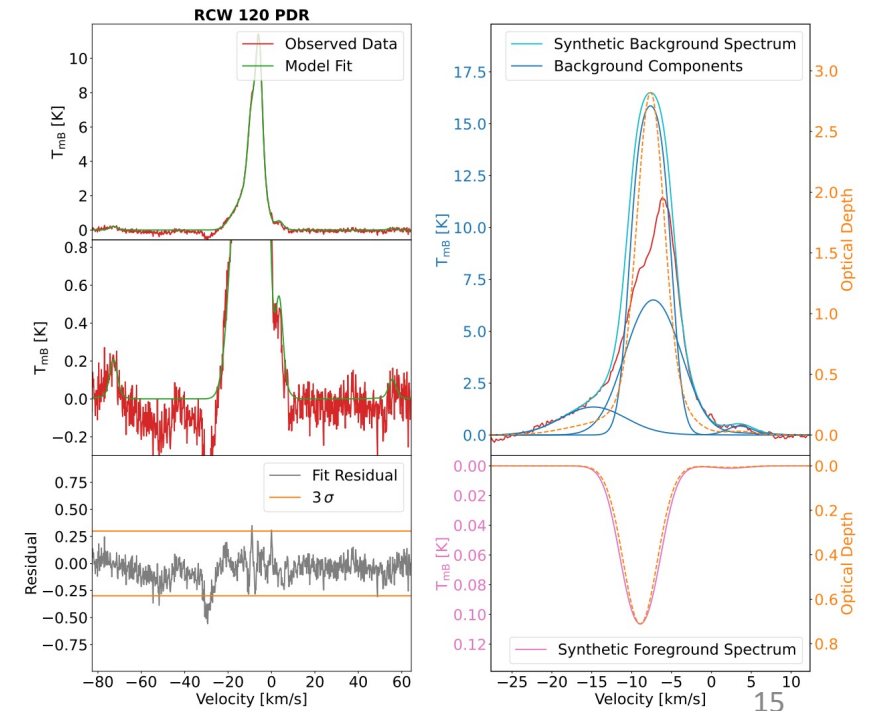 RCW 120 PDR
Observed Data
Model Fit
10
8
6
4
2
0
T_mB [K]
0.8
0.6
0.4
0.2
0.0
−0.2
T_mB [K]
Fit Residual
3 σ
0.75
0.50
0.25
0.00
−0.25
−0.50
−0.75
Residual
−80 −60 −40 −20 0 20 40 60
Velocity [km/s]
Synthetic Background Spectrum
Background Components
17.5
15.0
12.5
10.0
7.5
5.0
2.5
0.0
T_mB [K]
3.0
2.5
2.0
1.5
1.0
0.5
0.0
Optical Depth
0.00
0.02
0.04
0.06
0.08
0.10
0.12
T_mB [K]
0.0
0.2
0.4
0.6
0.8
Optical Depth
Synthetic Foreground Spectrum
−25 −20 −15 −10 −5 0 5 10
Velocity [km/s]
15